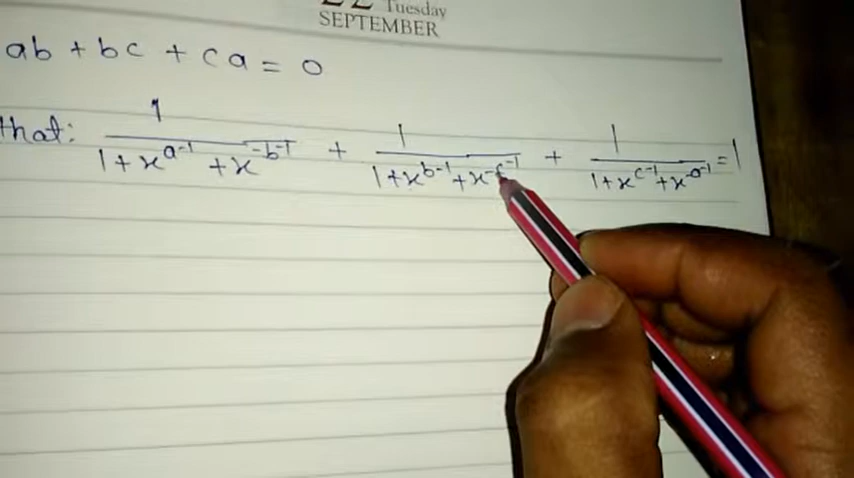 Tuesday
SEPTEMBER
ab + bc + ca = 0
that: 1/(1+x^(a-1) + x^(-b-1)) + 1/(1+x^(b-1)+x^(-c-1)) + 1/(1+x^(c-1)+x^(-a-1)) = 1